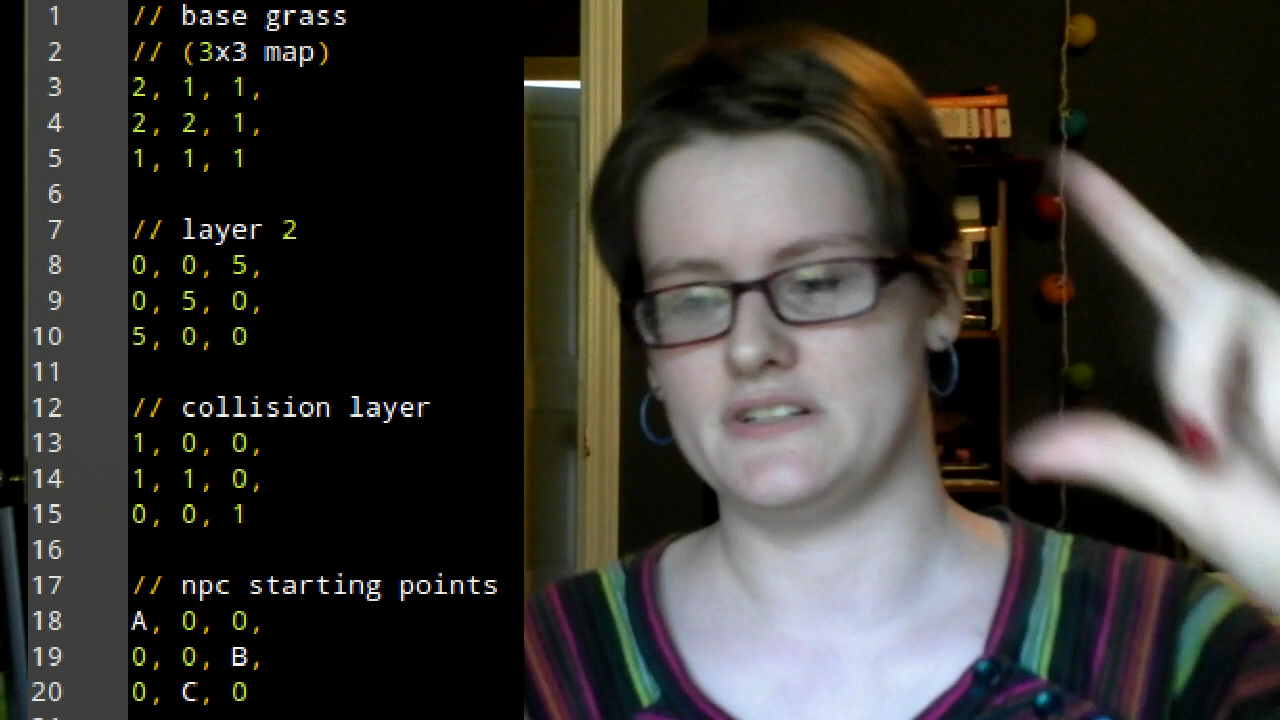 1 // base grass
2 // (3x3 map)
3 2, 1, 1,
4 2, 2, 1,
5 1, 1, 1
6
7 // layer 2
8 0, 0, 5,
9 0, 5, 0,
10 5, 0, 0
11
12 // collision layer
13 1, 0, 0,
14 1, 1, 0,
15 0, 0, 1
16
17 // npc starting points
18 A, 0, 0,
19 0, 0, B,
20 0, C, 0